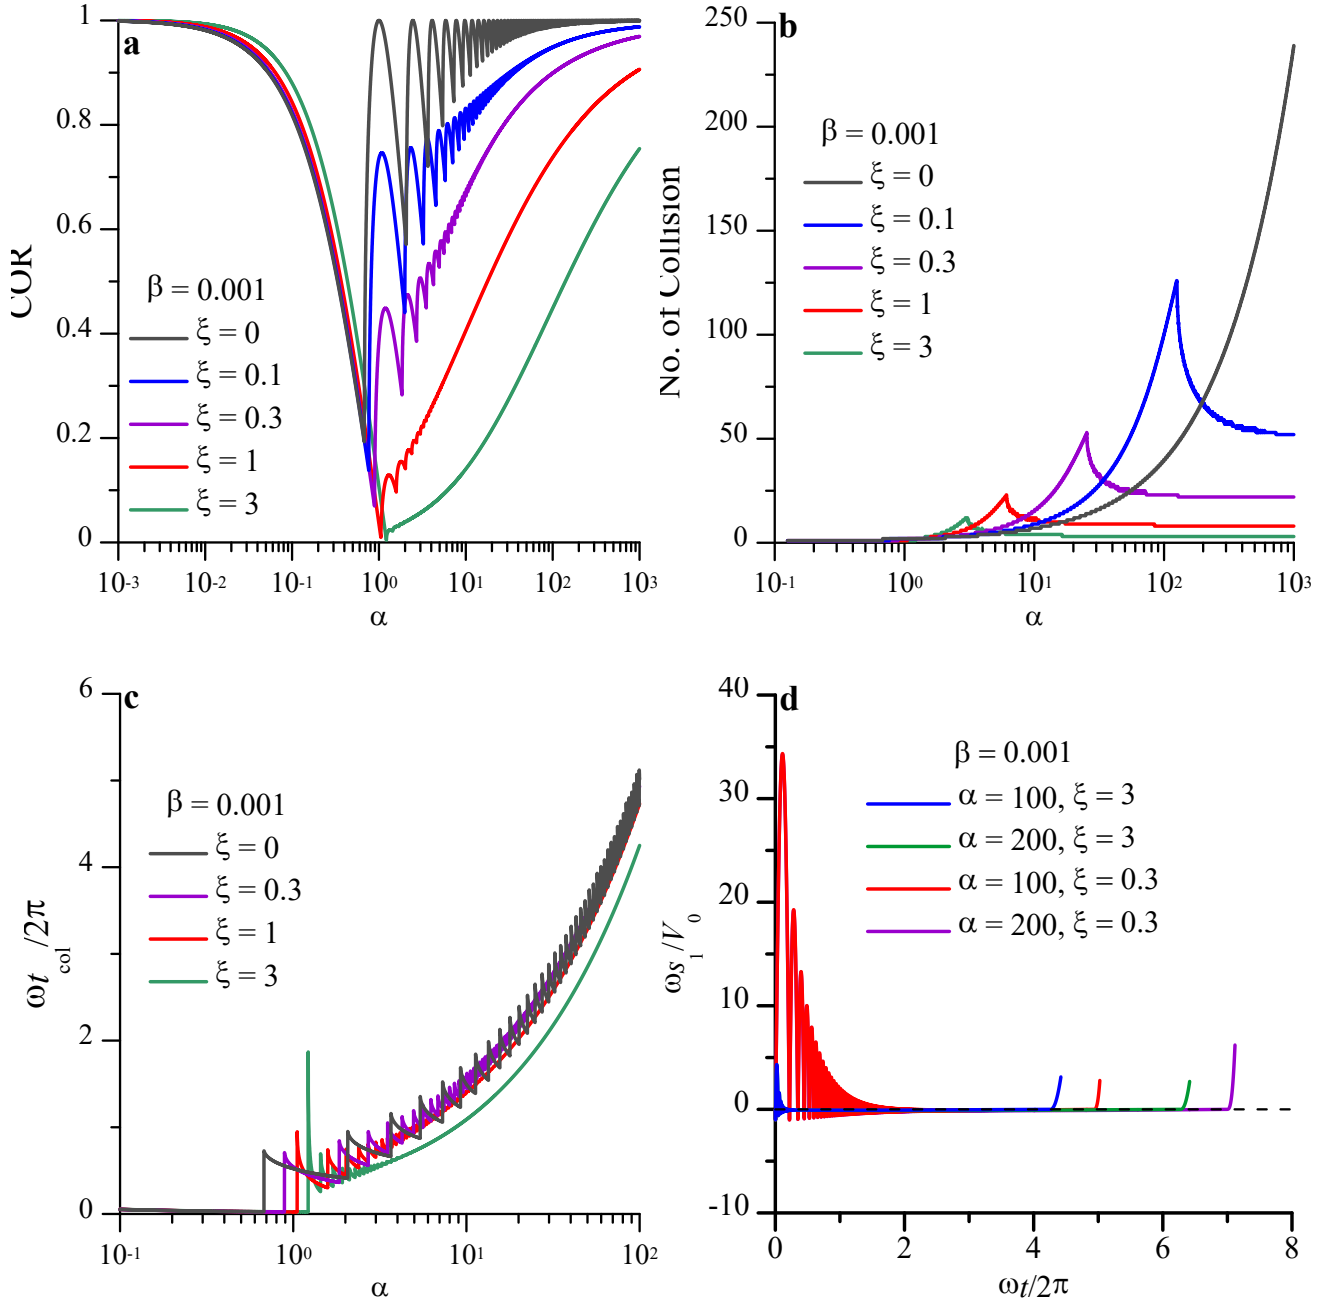 a
1
0.8
0.6
0.4
0.2
0
COR
β = 0.001
ξ = 0
ξ = 0.1
ξ = 0.3
ξ = 1
ξ = 3
10-3 10-2 10-1 100 101 102 103
α
b
250
200
150
100
50
0
No. of Collision
β = 0.001
ξ = 0
ξ = 0.1
ξ = 0.3
ξ = 1
ξ = 3
10-1 100 101 102 103
α
c
6
4
2
0
ωt col /2π
β = 0.001
ξ = 0
ξ = 0.3
ξ = 1
ξ = 3
10-1 100 101 102
α
d
40
30
20
10
0
-10
ωs1/V0
β = 0.001
α = 100, ξ = 3
α = 200, ξ = 3
α = 100, ξ = 0.3
α = 200, ξ = 0.3
0 2 4 6 8
ωt/2π